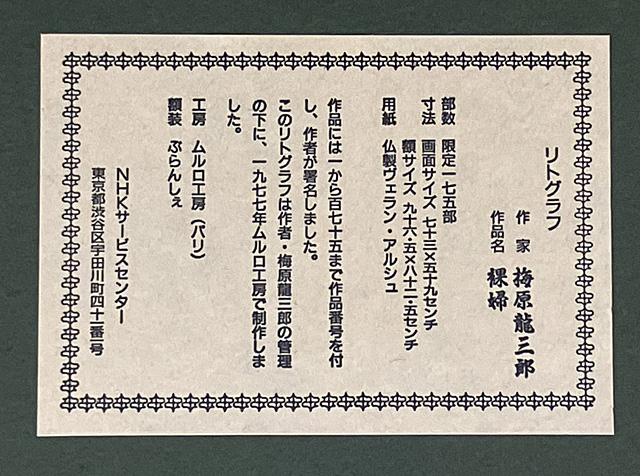 リトグラフ
作家 梅原龍三郎
作品名 裸婦
部数 限定一七五部
寸法 画面サイズ 七十三×五十九センチ
額サイズ 九十六・五×八十二・五センチ
用紙 仏製ヴェラン・アルシュ
作品には一から百七十五まで作品番号を付
し、作者が署名しました。
このリトグラフは作者・梅原龍三郎の管理
の下に、一九七七年ムルロ工房で制作しま
した。
工房 ムルロ工房（パリ）
額装 ぶらんしぇ
NHKサービスセンター
東京都渋谷区宇田川町四十一番一号